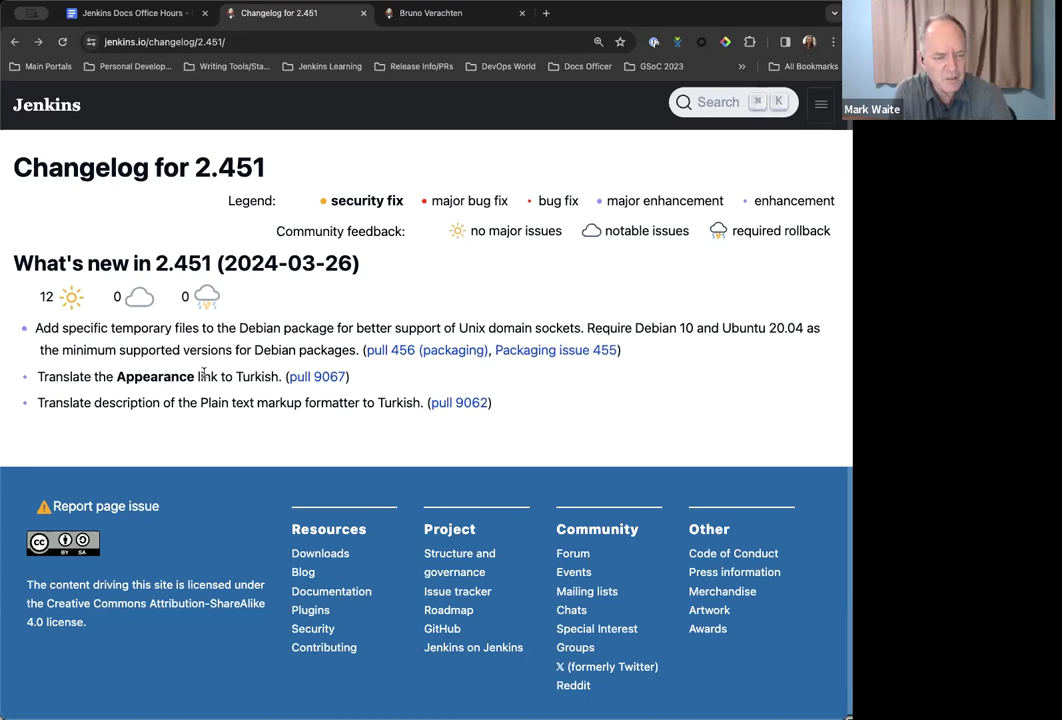 Jenkins Docs Office Hours -
Changelog for 2.451
Bruno Verachten
jenkins.io/changelog/2.451/
Main Portals
Personal Develop...
Writing Tools/Sta...
Jenkins Learning
Release Info/PRs
DevOps World
Docs Officer
GSoC 2023
»
All Bookmarks
Mark Waite
Jenkins
Search ⌘ K
Changelog for 2.451
Legend: security fix major bug fix bug fix major enhancement enhancement
Community feedback: no major issues notable issues required rollback
What's new in 2.451 (2024-03-26)
12 0 0
Add specific temporary files to the Debian package for better support of Unix domain sockets. Require Debian 10 and Ubuntu 20.04 as
the minimum supported versions for Debian packages. (pull 456 (packaging), Packaging issue 455)
Translate the Appearance link to Turkish. (pull 9067)
Translate description of the Plain text markup formatter to Turkish. (pull 9062)
Report page issue
CC BY SA
The content driving this site is licensed under
the Creative Commons Attribution-ShareAlike
4.0 license.
Resources
Downloads
Blog
Documentation
Plugins
Security
Contributing
Project
Structure and
governance
Issue tracker
Roadmap
GitHub
Jenkins on Jenkins
Community
Forum
Events
Mailing lists
Chats
Special Interest
Groups
X (formerly Twitter)
Reddit
Other
Code of Conduct
Press information
Merchandise
Artwork
Awards